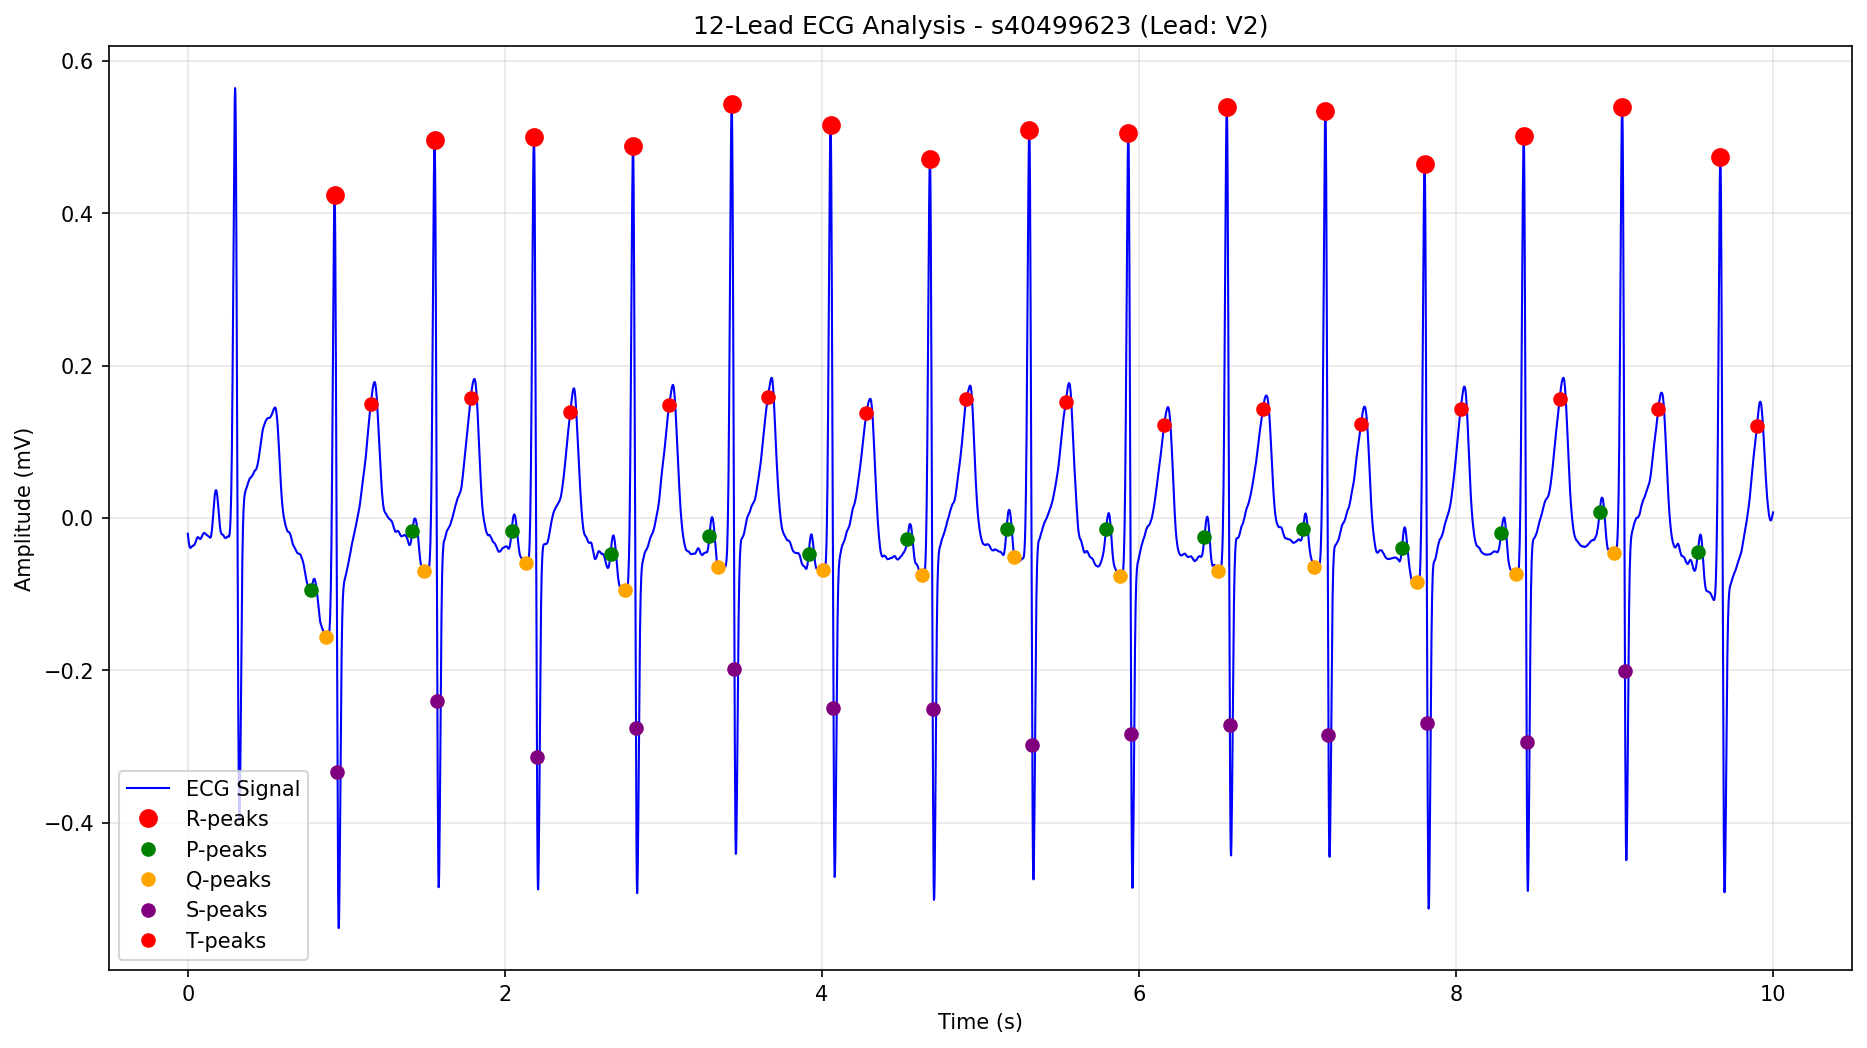 12-Lead ECG Analysis - s40499623 (Lead: V2)
0.6
0.4
0.2
0.0
−0.2
−0.4
Amplitude (mV)
ECG Signal
R-peaks
P-peaks
Q-peaks
S-peaks
T-peaks
0 2 4 6 8 10
Time (s)